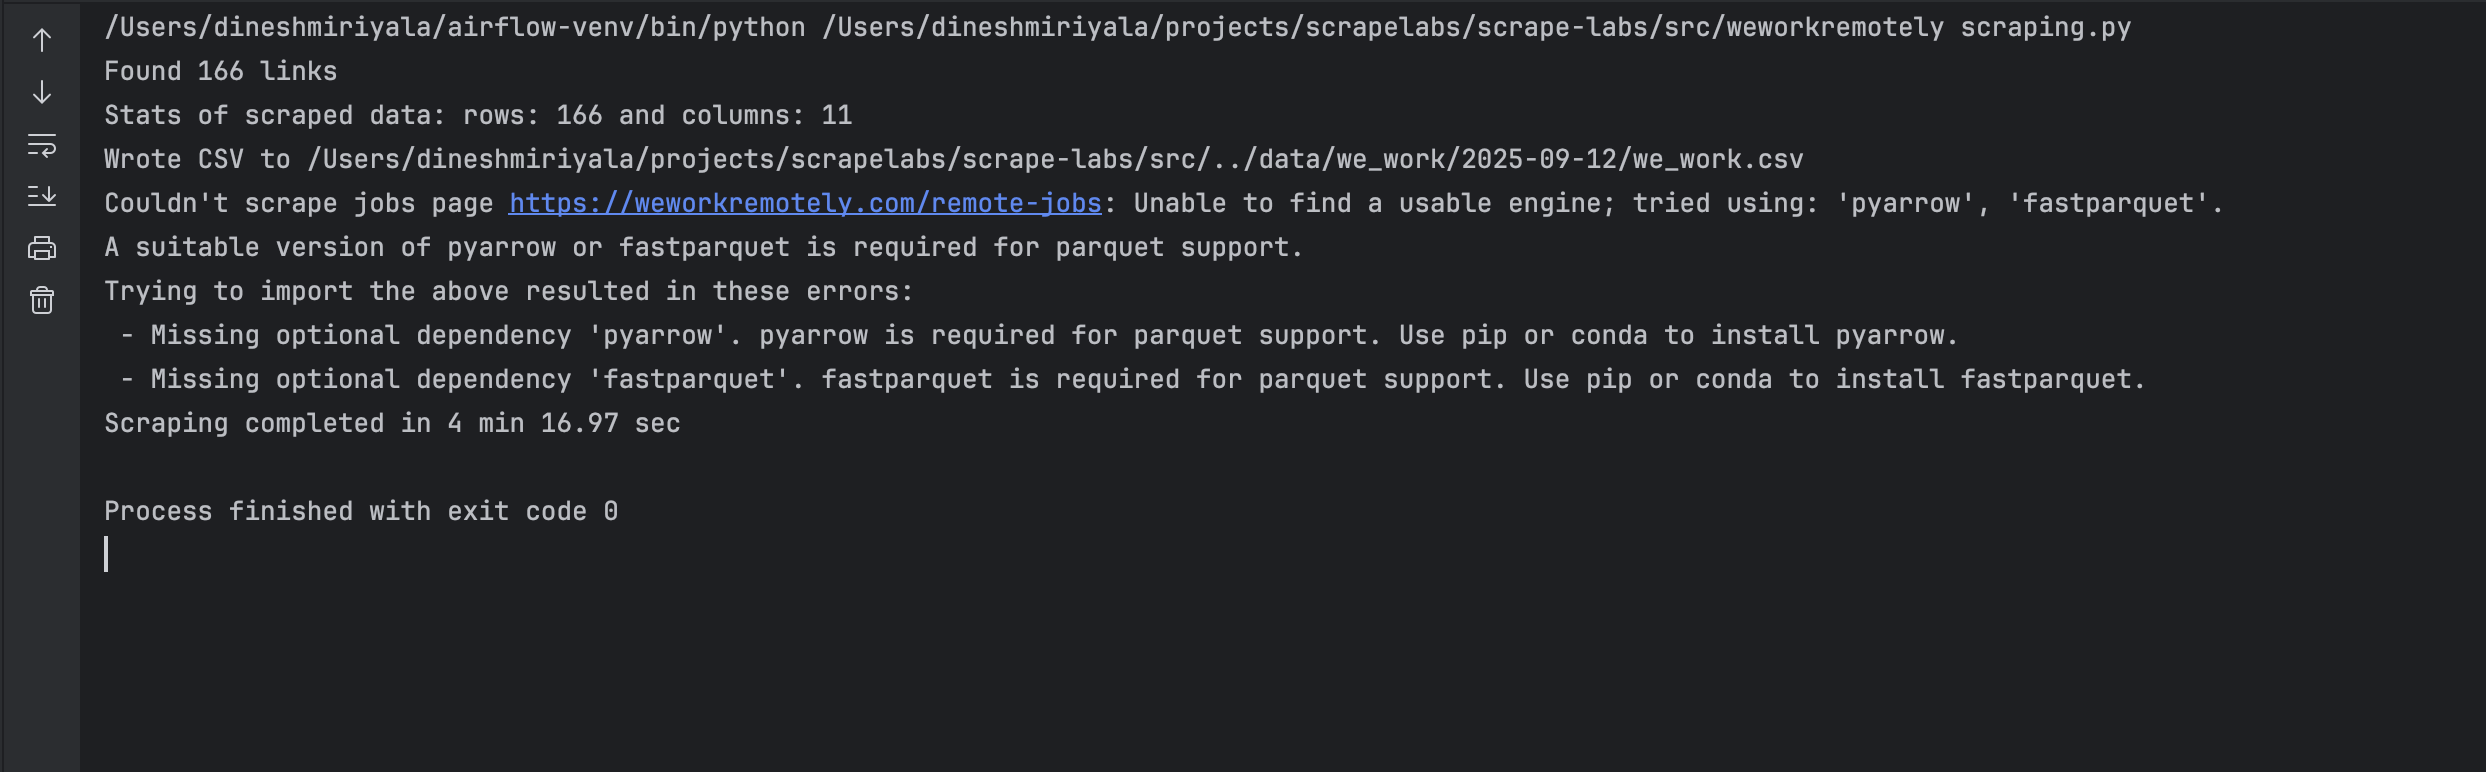 /Users/dineshmiriyala/airflow-venv/bin/python /Users/dineshmiriyala/projects/scrapelabs/scrape-labs/src/weworkremotely scraping.py
Found 166 links
Stats of scraped data: rows: 166 and columns: 11
Wrote CSV to /Users/dineshmiriyala/projects/scrapelabs/scrape-labs/src/../data/we_work/2025-09-12/we_work.csv
Couldn't scrape jobs page https://weworkremotely.com/remote-jobs: Unable to find a usable engine; tried using: 'pyarrow', 'fastparquet'.
A suitable version of pyarrow or fastparquet is required for parquet support.
Trying to import the above resulted in these errors:
 - Missing optional dependency 'pyarrow'. pyarrow is required for parquet support. Use pip or conda to install pyarrow.
 - Missing optional dependency 'fastparquet'. fastparquet is required for parquet support. Use pip or conda to install fastparquet.
Scraping completed in 4 min 16.97 sec
Process finished with exit code 0